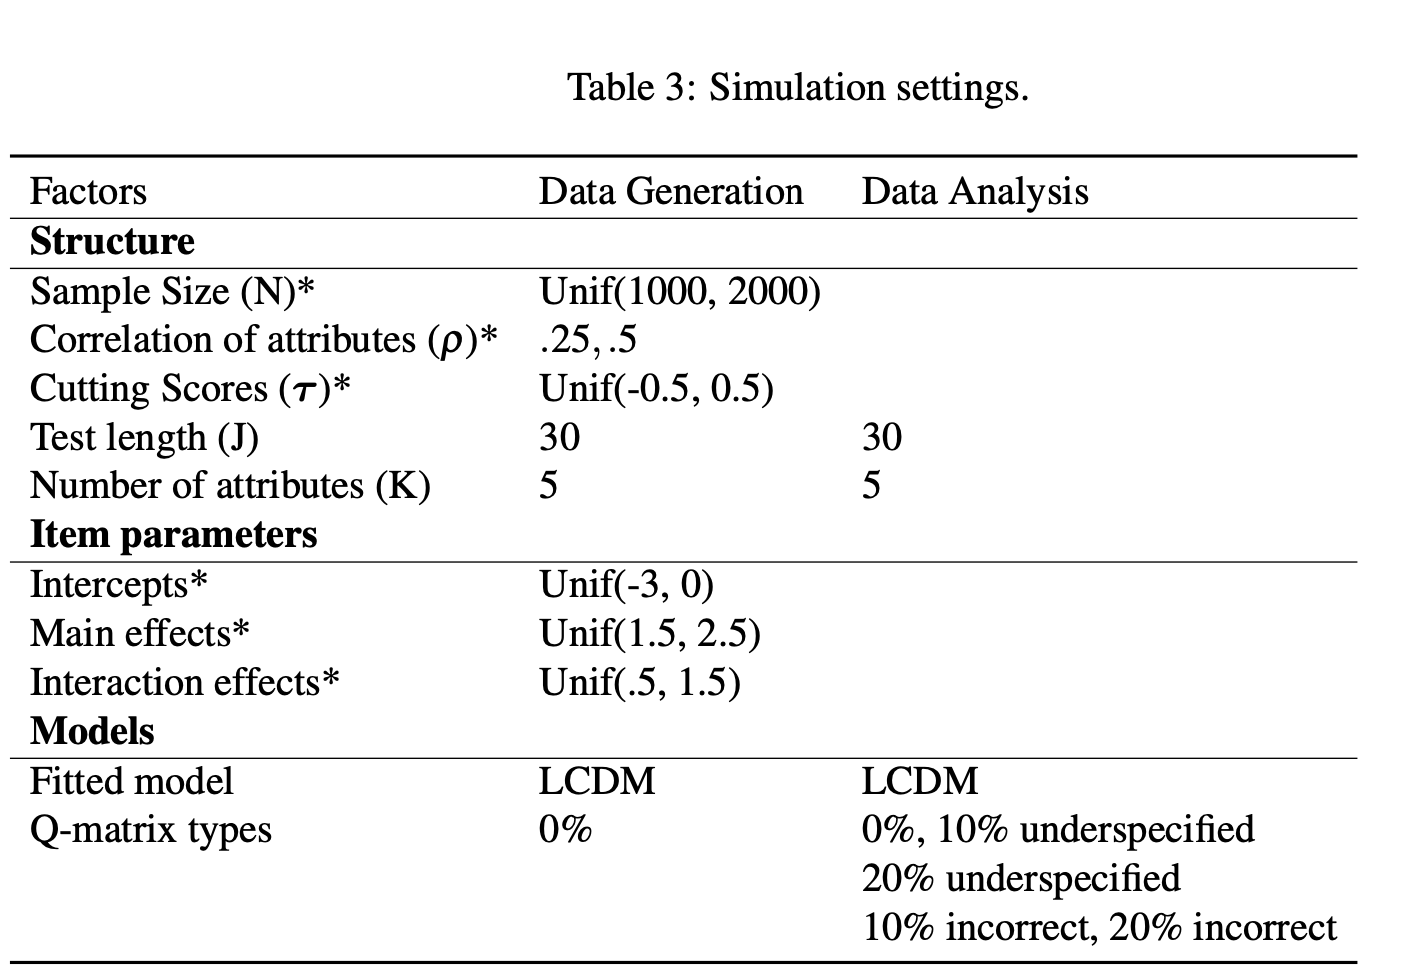 Table 3: Simulation settings.
Factors Data Generation Data Analysis
Structure
Sample Size (N)* Unif(1000, 2000)
Correlation of attributes (ρ)* .25, .5
Cutting Scores (τ)* Unif(-0.5, 0.5)
Test length (J) 30 30
Number of attributes (K) 5 5
Item parameters
Intercepts* Unif(-3, 0)
Main effects* Unif(1.5, 2.5)
Interaction effects* Unif(.5, 1.5)
Models
Fitted model LCDM LCDM
Q-matrix types 0% 0%, 10% underspecified
20% underspecified
10% incorrect, 20% incorrect